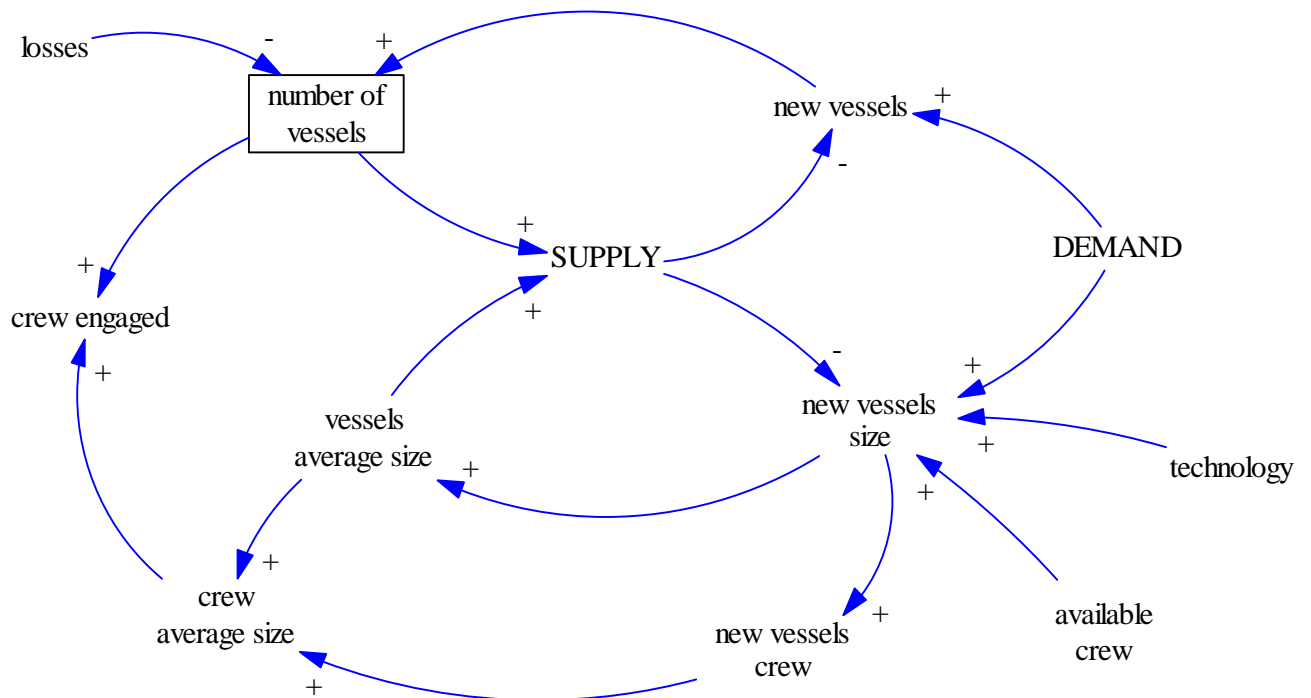 losses
-
+
number of
vessels
new vessels
+
-
+
SUPPLY
DEMAND
+
crew engaged
+
+
-
+
new vessels
size
vessels
average size
+
+
technology
+
+
crew
average size
+
new vessels
crew
available
crew
+